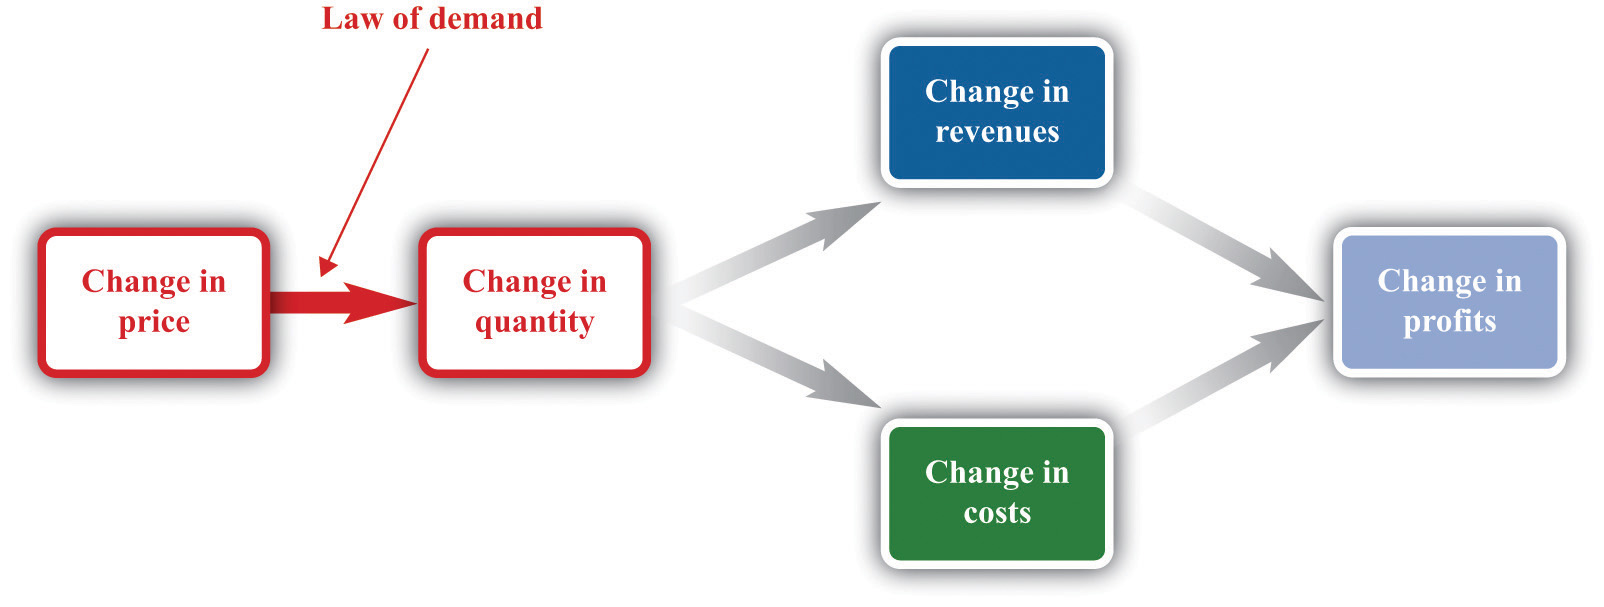 Law of demand
Change in
price
Change in
quantity
Change in
revenues
Change in
costs
Change in
profits